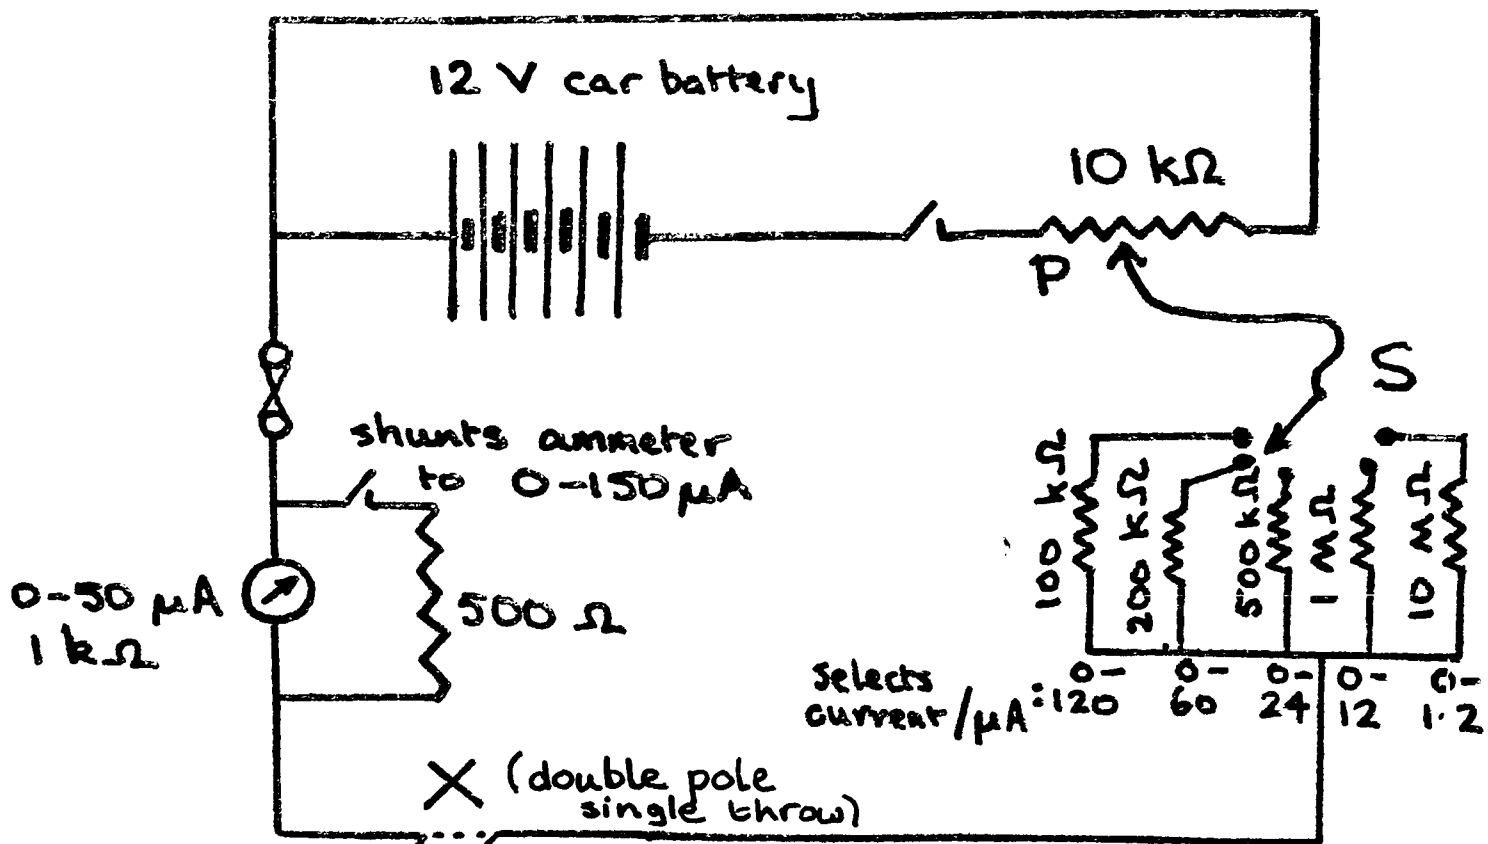 12 V car battery
10 kΩ
P
S
shunts ammeter
to 0-150 μA
0-50 μA
1 kΩ
500 Ω
100 kΩ
200 kΩ
500 kΩ
1 MΩ
10 MΩ
selects
current/μA:
0-
120
0-
60
0-
24
0-
12
0-
1.2
X (double pole
single throw)